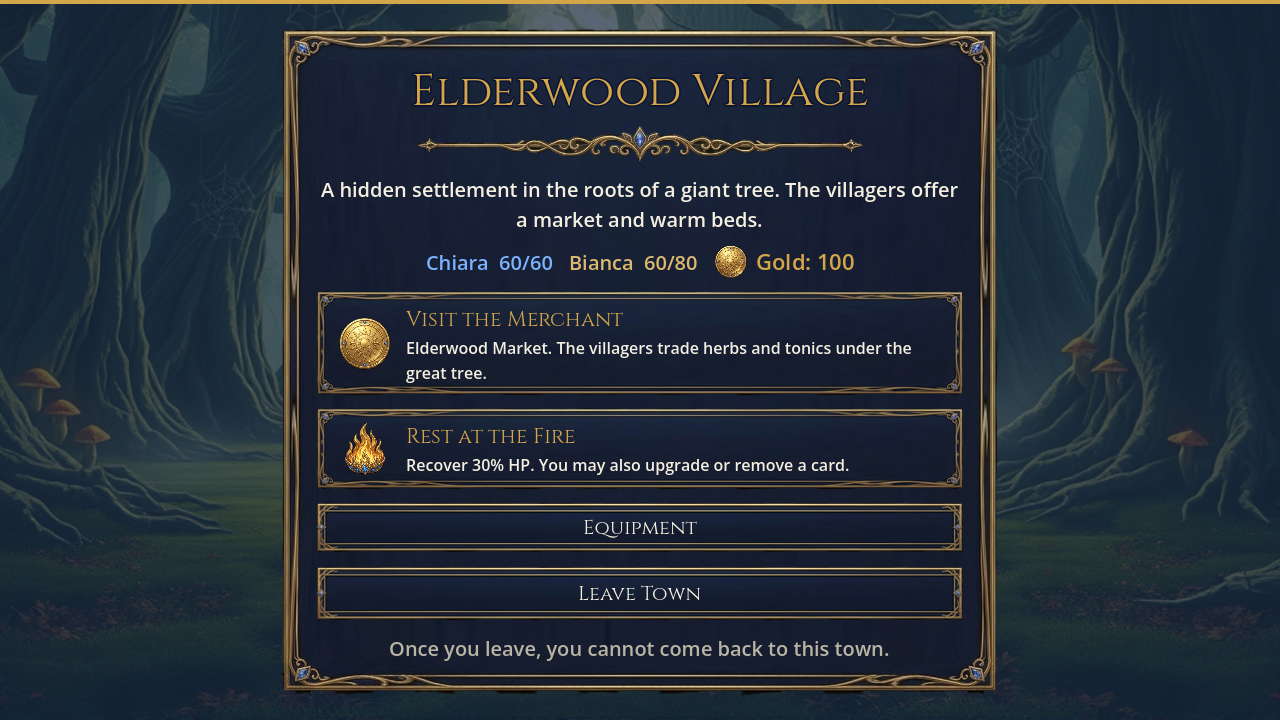 Elderwood Village
A hidden settlement in the roots of a giant tree. The villagers offer
a market and warm beds.
Chiara 60/60 Bianca 60/80 Gold: 100
Visit the Merchant
Elderwood Market. The villagers trade herbs and tonics under the
great tree.
Rest at the Fire
Recover 30% HP. You may also upgrade or remove a card.
Equipment
Leave Town
Once you leave, you cannot come back to this town.